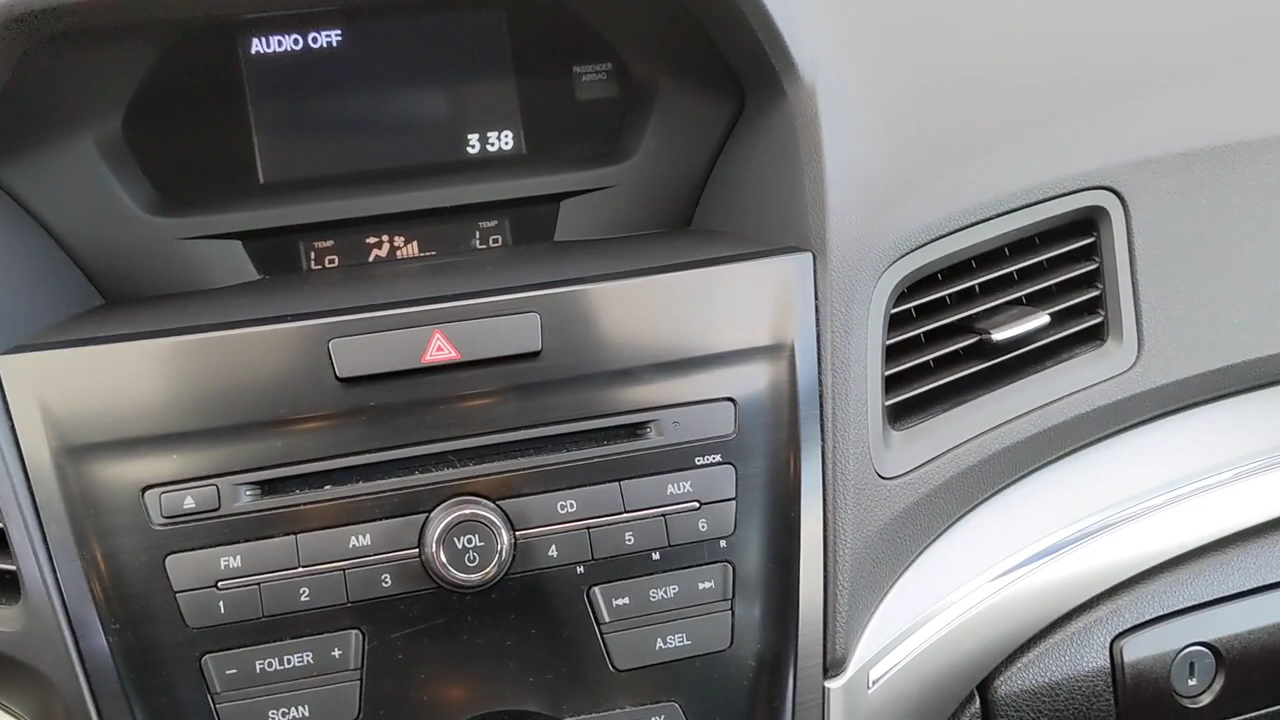 AUDIO OFF
PASSENGER
AIRBAG
3 38
TEMP
Lo
TEMP
Lo
CLOCK
FM
AM
VOL
CD
AUX
1
2
3
4
5
6
H
M
R
SKIP
A.SEL
− FOLDER +
SCAN